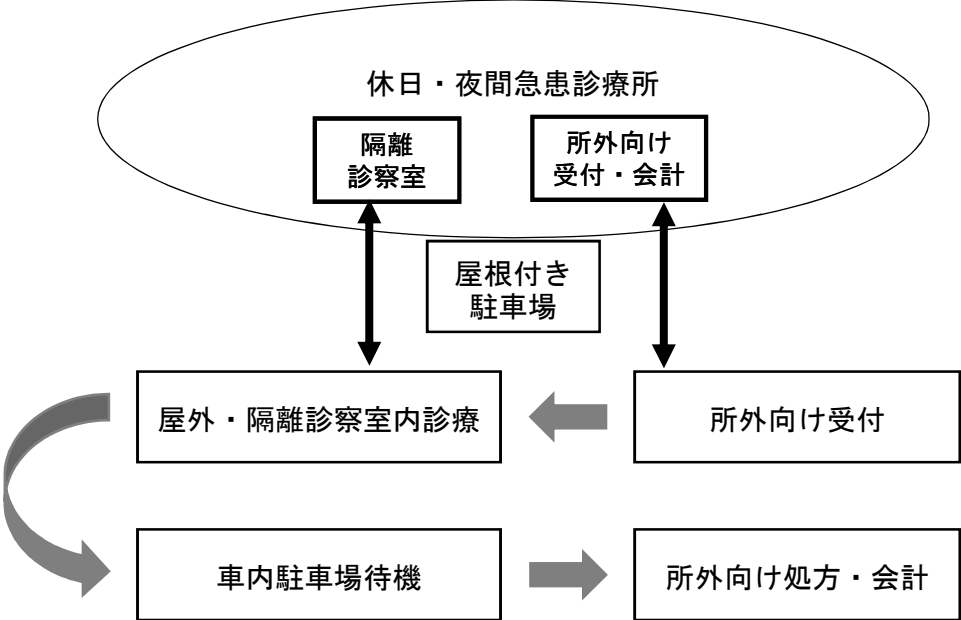 休日・夜間急患診療所
隔離
診察室
所外向け
受付・会計
屋根付き
駐車場
屋外・隔離診察室内診療
所外向け受付
車内駐車場待機
所外向け処方・会計